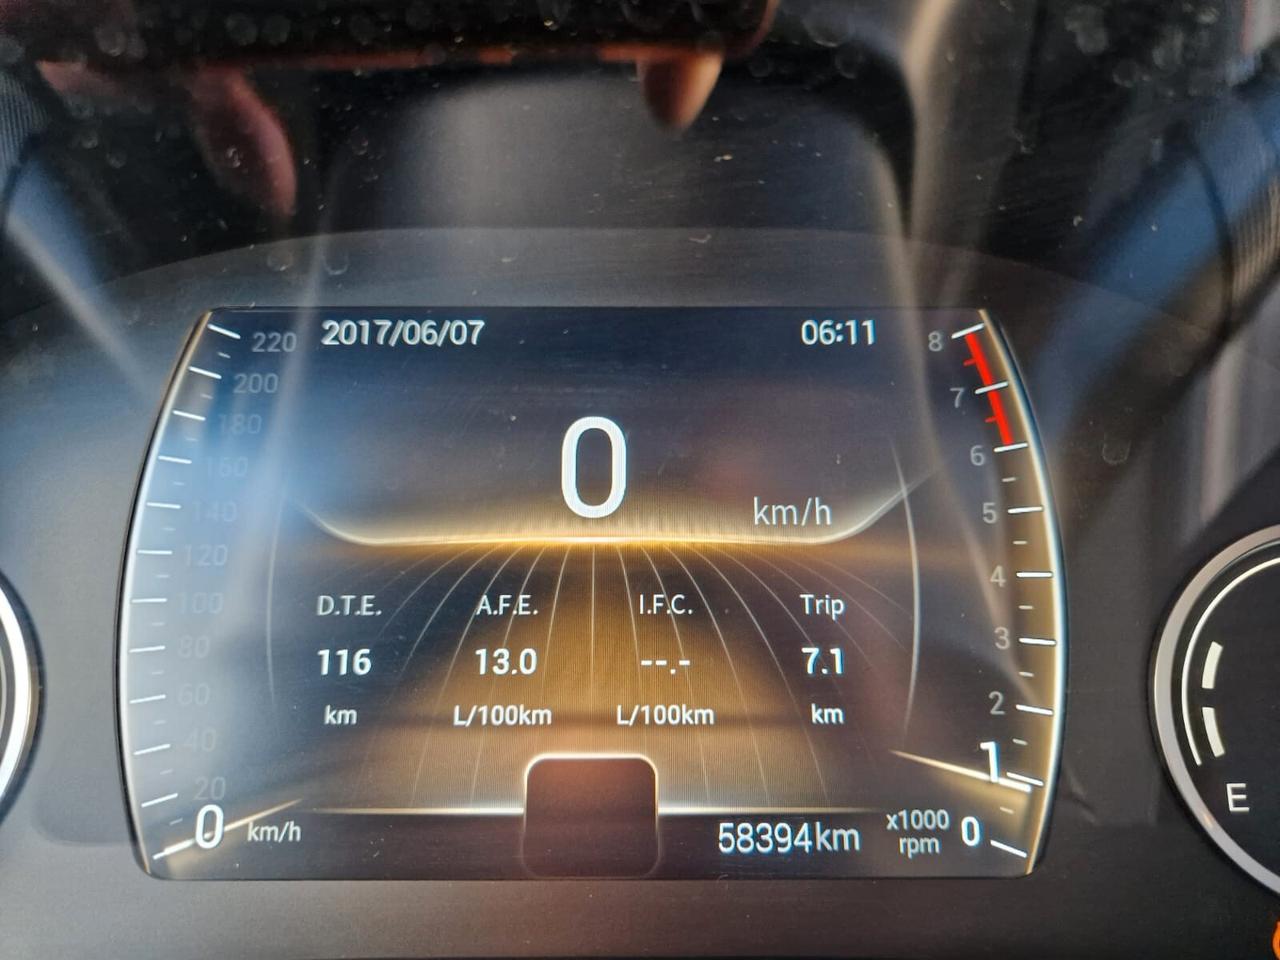 2017/06/07 06:11
220
200
180
160
140
120
100
80
60
40
20
0 km/h
8
7
6
5
4
3
2
1
0
x1000
rpm
0
km/h
D.T.E. A.F.E. I.F.C. Trip
116 13.0 --.- 7.1
km L/100km L/100km km
58394km
E